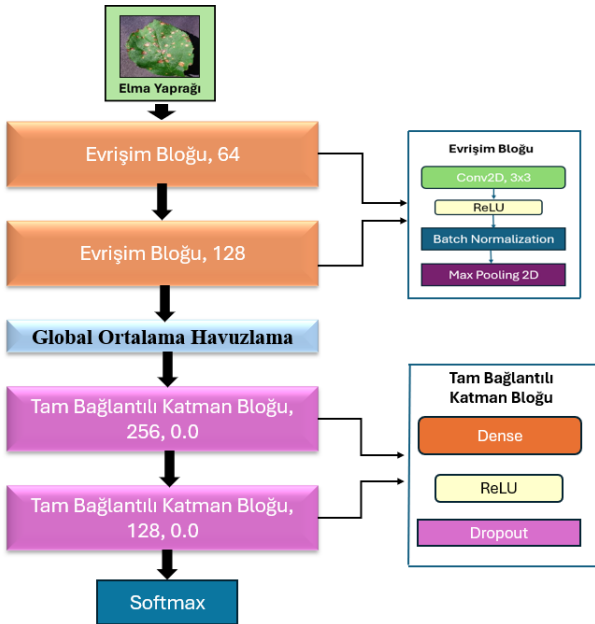 Elma Yaprağı
Evrişim Bloğu, 64
Evrişim Bloğu, 128
Global Ortalama Havuzlama
Tam Bağlantılı Katman Bloğu,
256, 0.0
Tam Bağlantılı Katman Bloğu,
128, 0.0
Softmax
Evrişim Bloğu
Conv2D, 3x3
ReLU
Batch Normalization
Max Pooling 2D
Tam Bağlantılı
Katman Bloğu
Dense
ReLU
Dropout